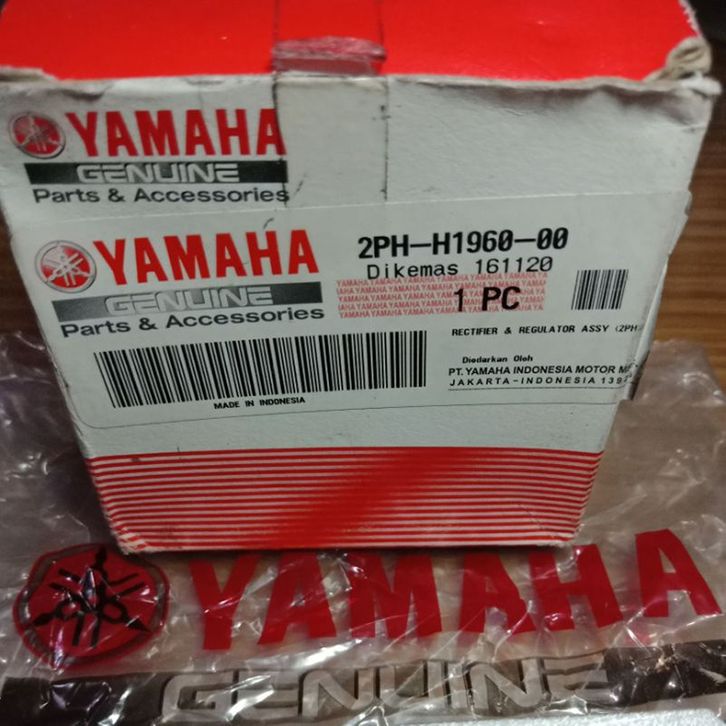 YAMAHA
GENUINE
Parts & Accessories
YAMAHA
GENUINE
Parts & Accessories
2PH-H1960-00
Dikemas 161120
1 PC
RECTIFIER & REGULATOR ASSY (2PH
Diedarkan Oleh
PT. YAMAHA INDONESIA MOTOR
JAKARTA-INDONESIA
MADE IN INDONESIA
YAMAHA
GENUINE